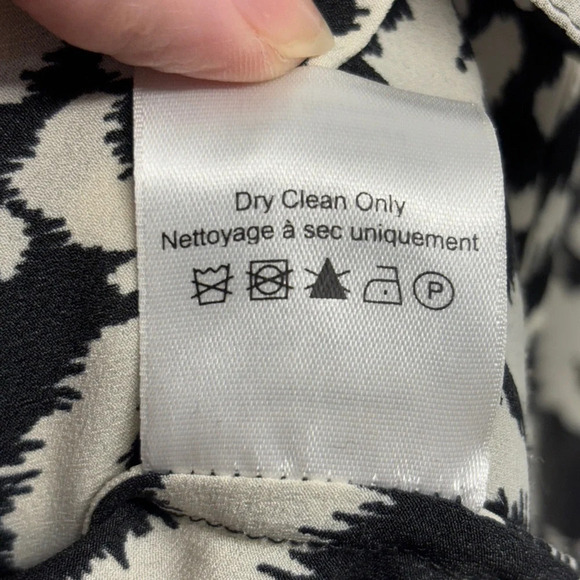 Dry Clean Only
Nettoyage à sec uniquement
P